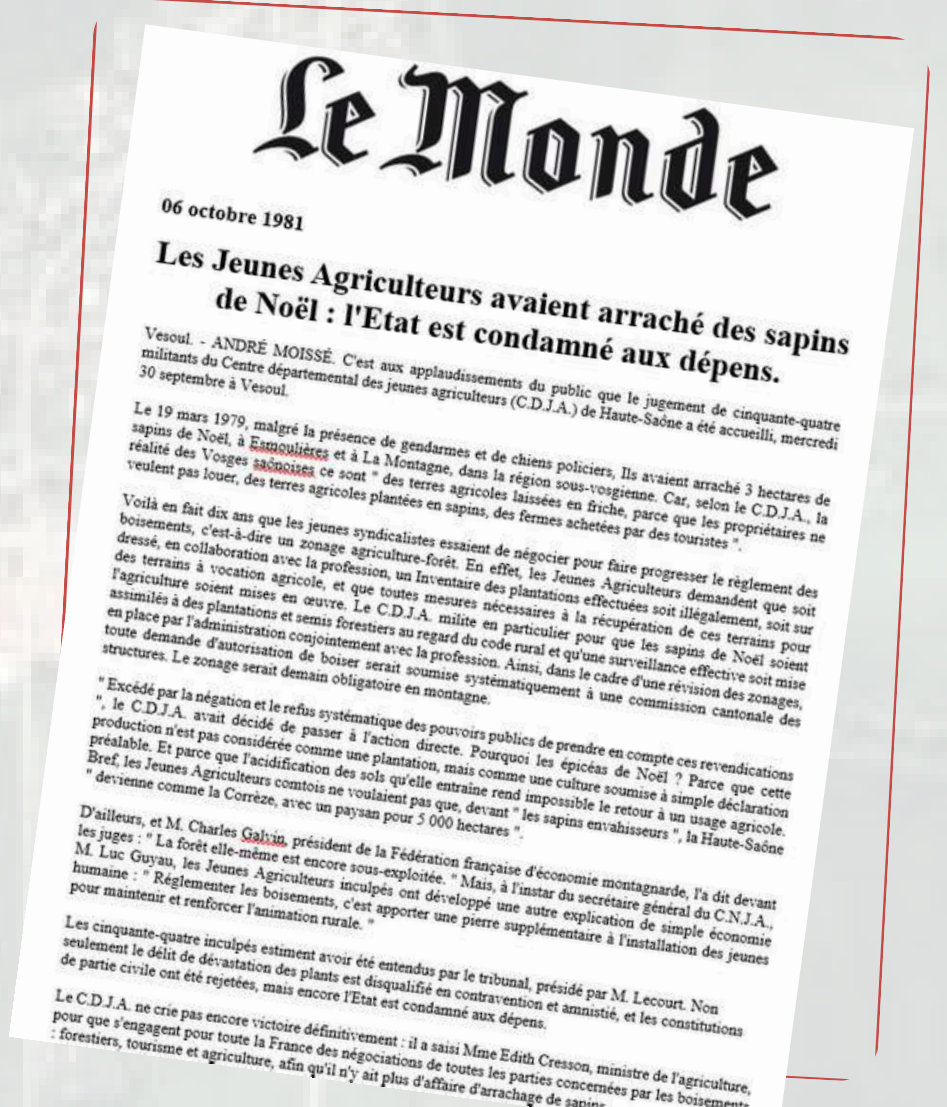 Le Monde
06 octobre 1981
Les Jeunes Agriculteurs avaient arraché des sapins
de Noël : l'Etat est condamné aux dépens.
Vesoul. - ANDRÉ MOISSÉ. C'est aux applaudissements du public que le jugement de cinquante-quatre
militants du Centre départemental des jeunes agriculteurs (C.D.J.A.) de Haute-Saône a été accueilli, mercredi
30 septembre à Vesoul.
Le 19 mars 1979, malgré la présence de gendarmes et de chiens policiers, Ils avaient arraché 3 hectares de
sapins de Noël, à Esmoulières et à La Montagne, dans la région sous-vosgienne. Car, selon le C.D.J.A., la
réalité des Vosges saônoises ce sont " des terres agricoles laissées en friche, parce que les propriétaires ne
veulent pas louer, des terres agricoles plantées en sapins, des fermes achetées par des touristes ".
Voilà en fait dix ans que les jeunes syndicalistes essaient de négocier pour faire progresser le règlement des
boisements, c'est-à-dire un zonage agriculture-forêt. En effet, les Jeunes Agriculteurs demandent que soit
dressé, en collaboration avec la profession, un Inventaire des plantations effectuées soit illégalement, soit sur
des terrains à vocation agricole, et que toutes mesures nécessaires à la récupération de ces terrains pour
l'agriculture soient mises en œuvre. Le C.D.J.A. milite en particulier pour que les sapins de Noël soient
assimilés à des plantations et semis forestiers au regard du code rural et qu'une surveillance effective soit mise
en place par l'administration conjointement avec la profession. Ainsi, dans le cadre d'une révision des zonages,
toute demande d'autorisation de boiser serait soumise systématiquement à une commission cantonale des
structures. Le zonage serait demain obligatoire en montagne.
" Excédé par la négation et le refus systématique des pouvoirs publics de prendre en compte ces revendications
", le C.D.J.A. avait décidé de passer à l'action directe. Pourquoi les épicéas de Noël ? Parce que cette
production n'est pas considérée comme une plantation, mais comme une culture soumise à simple déclaration
préalable. Et parce que l'acidification des sols qu'elle entraîne rend impossible le retour à un usage agricole.
Bref, les Jeunes Agriculteurs comtois ne voulaient pas que, devant " les sapins envahisseurs ", la Haute-Saône
" devienne comme la Corrèze, avec un paysan pour 5 000 hectares ".
D'ailleurs, et M. Charles Galvin, président de la Fédération française d'économie montagnarde, l'a dit devant
les juges : " La forêt elle-même est encore sous-exploitée. " Mais, à l'instar du secrétaire général du C.N.J.A.,
M. Luc Guyau, les Jeunes Agriculteurs inculpés ont développé une autre explication de simple économie
humaine : " Réglementer les boisements, c'est apporter une pierre supplémentaire à l'installation des jeunes
pour maintenir et renforcer l'animation rurale. "
Les cinquante-quatre inculpés estiment avoir été entendus par le tribunal, présidé par M. Lecourt. Non
seulement le délit de dévastation des plants est disqualifié en contravention et amnistié, et les constitutions
de partie civile ont été rejetées, mais encore l'Etat est condamné aux dépens.
Le C.D.J.A. ne crie pas encore victoire définitivement : il a saisi Mme Edith Cresson, ministre de l'agriculture,
pour que s'engagent pour toute la France des négociations de toutes les parties concernées par les boisements
: forestiers, tourisme et agriculture, afin qu'il n'y ait plus d'affaire d'arrachage de sapins